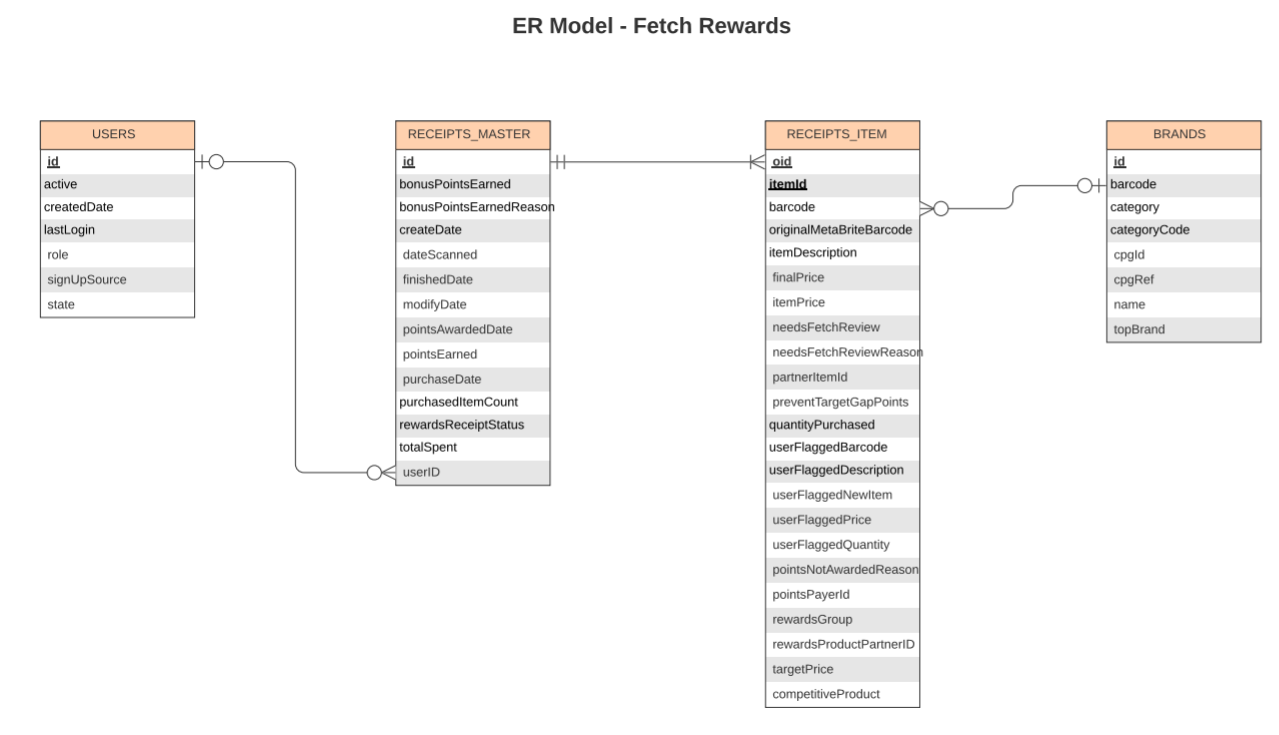 ER Model - Fetch Rewards
USERS
id
active
createdDate
lastLogin
role
signUpSource
state
RECEIPTS_MASTER
id
bonusPointsEarned
bonusPointsEarnedReason
createDate
dateScanned
finishedDate
modifyDate
pointsAwardedDate
pointsEarned
purchaseDate
purchasedItemCount
rewardsReceiptStatus
totalSpent
userID
RECEIPTS_ITEM
oid
itemId
barcode
originalMetaBriteBarcode
itemDescription
finalPrice
itemPrice
needsFetchReview
needsFetchReviewReason
partnerItemId
preventTargetGapPoints
quantityPurchased
userFlaggedBarcode
userFlaggedDescription
userFlaggedNewItem
userFlaggedPrice
userFlaggedQuantity
pointsNotAwardedReason
pointsPayerId
rewardsGroup
rewardsProductPartnerID
targetPrice
competitiveProduct
BRANDS
id
barcode
category
categoryCode
cpgId
cpgRef
name
topBrand